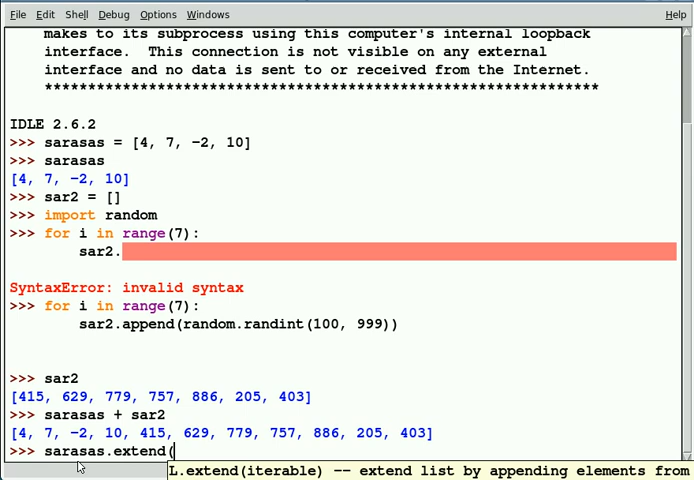 File Edit Shell Debug Options Windows Help
makes to its subprocess using this computer's internal loopback
interface.  This connection is not visible on any external
interface and no data is sent to or received from the Internet.
****************************************************************
IDLE 2.6.2
>>> sarasas = [4, 7, -2, 10]
>>> sarasas
[4, 7, -2, 10]
>>> sar2 = []
>>> import random
>>> for i in range(7):
        sar2.
SyntaxError: invalid syntax
>>> for i in range(7):
        sar2.append(random.randint(100, 999))
>>> sar2
[415, 629, 779, 757, 886, 205, 403]
>>> sarasas + sar2
[4, 7, -2, 10, 415, 629, 779, 757, 886, 205, 403]
>>> sarasas.extend(
L.extend(iterable) -- extend list by appending elements from